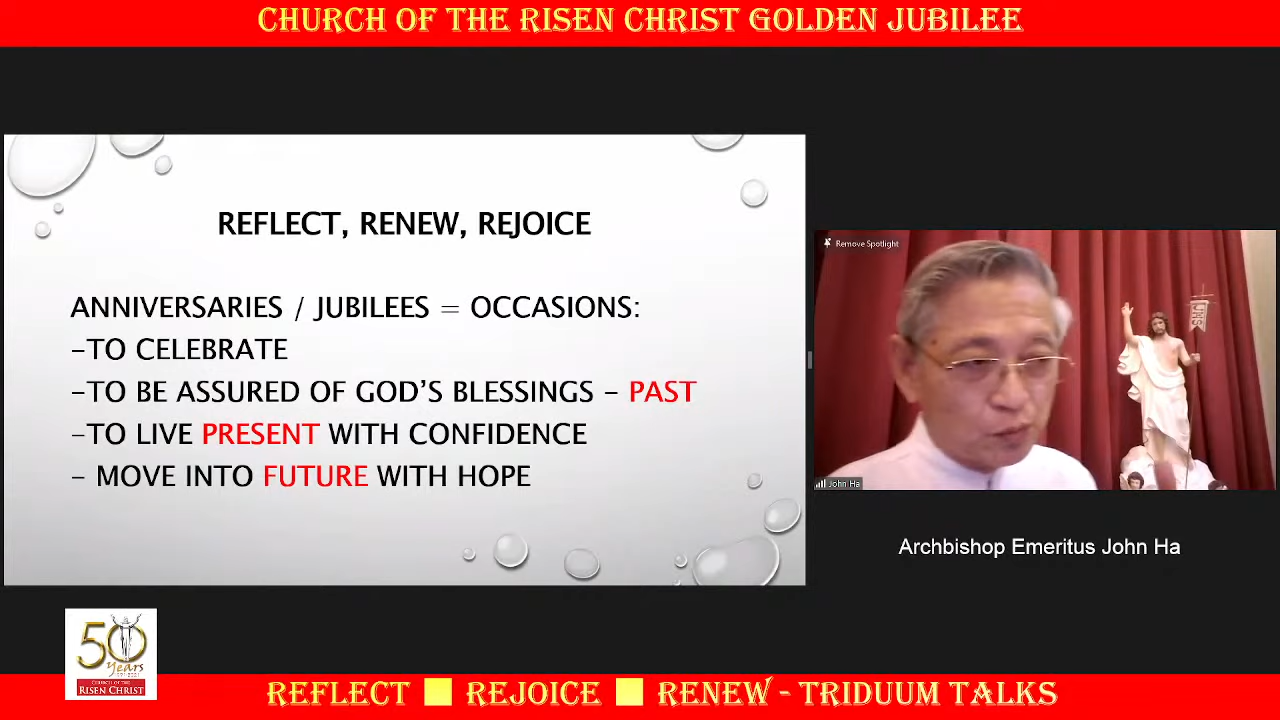 CHURCH OF THE RISEN CHRIST GOLDEN JUBILEE
REFLECT, RENEW, REJOICE
ANNIVERSARIES / JUBILEES = OCCASIONS:
-TO CELEBRATE
-TO BE ASSURED OF GOD'S BLESSINGS - PAST
-TO LIVE PRESENT WITH CONFIDENCE
- MOVE INTO FUTURE WITH HOPE
Remove Spotlight
IHS
John Ha
Archbishop Emeritus John Ha
50
Years
CHURCH OF THE
RISEN CHRIST
REFLECT REJOICE RENEW - TRIDUUM TALKS